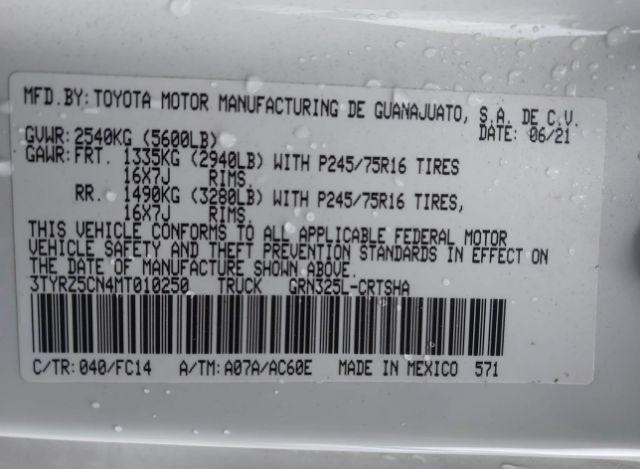 MFD.BY: TOYOTA MOTOR MANUFACTURING DE GUANAJUATO, S.A. DE C.V.
GVWR: 2540KG (5600LB) DATE: 06/21
GAWR: FRT. 1335KG (2940LB) WITH P245/75R16 TIRES
16X7J RIMS.
RR. 1490KG (3280LB) WITH P245/75R16 TIRES,
16X7J RIMS.
THIS VEHICLE CONFORMS TO ALL APPLICABLE FEDERAL MOTOR
VEHICLE SAFETY AND THEFT PREVENTION STANDARDS IN EFFECT ON
THE DATE OF MANUFACTURE SHOWN ABOVE.
3TYRZ5CN4MT010250 TRUCK GRN325L-CRTSHA
C/TR: 040/FC14 A/TM: A07A/AC60E MADE IN MEXICO 571